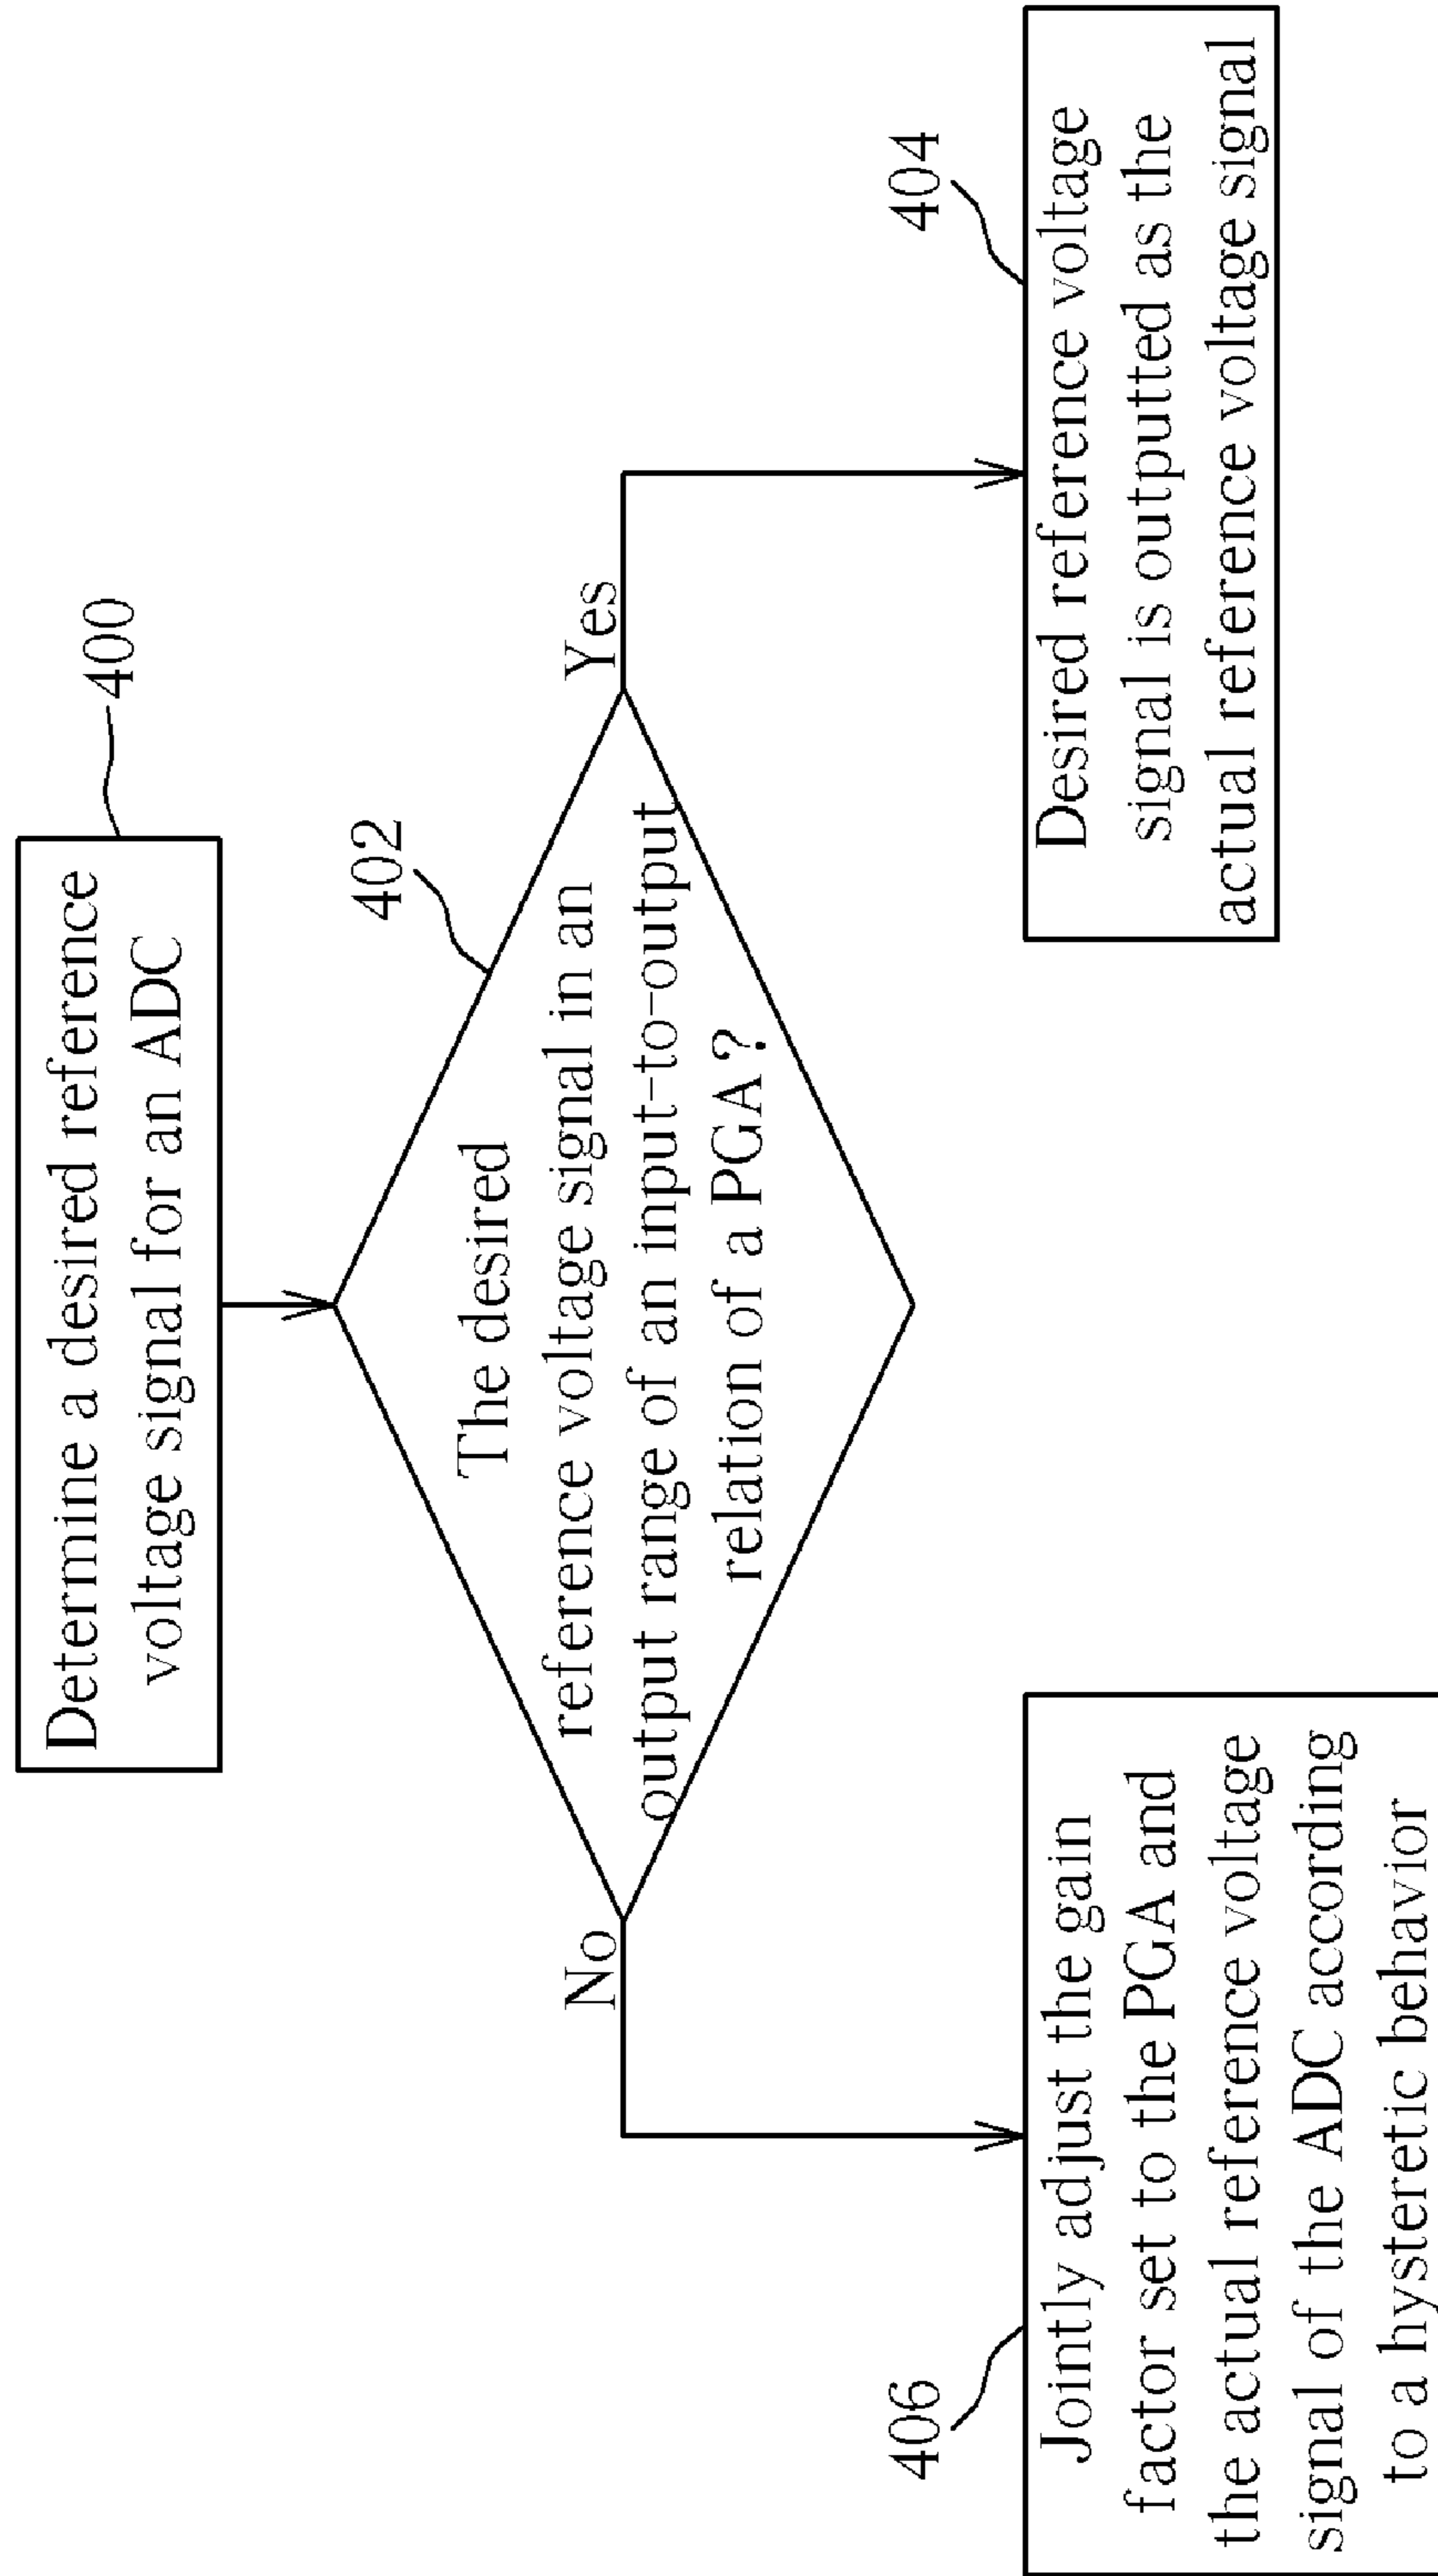 Determine a desired reference
voltage signal for an ADC
400
402
The desired
reference voltage signal in an
output range of an input-to-output
relation of a PGA?
No
Yes
406
Jointly adjust the gain
factor set to the PGA and
the actual reference voltage
signal of the ADC according
to a hysteretic behavior
404
Desired reference voltage
signal is outputted as the
actual reference voltage signal